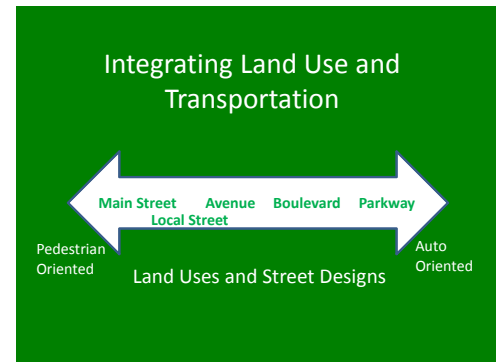 Integrating Land Use and
Transportation
Main Street Avenue Boulevard Parkway
Local Street
Pedestrian
Oriented
Auto
Oriented
Land Uses and Street Designs